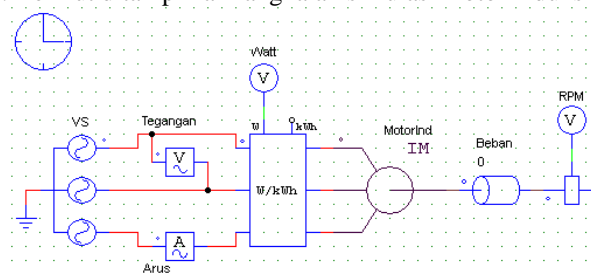 Watt
V
RPM
V
VS
Tegangan
W
kWh
MotorInd
IM
Beban
0
V
W/kWh
A
Arus